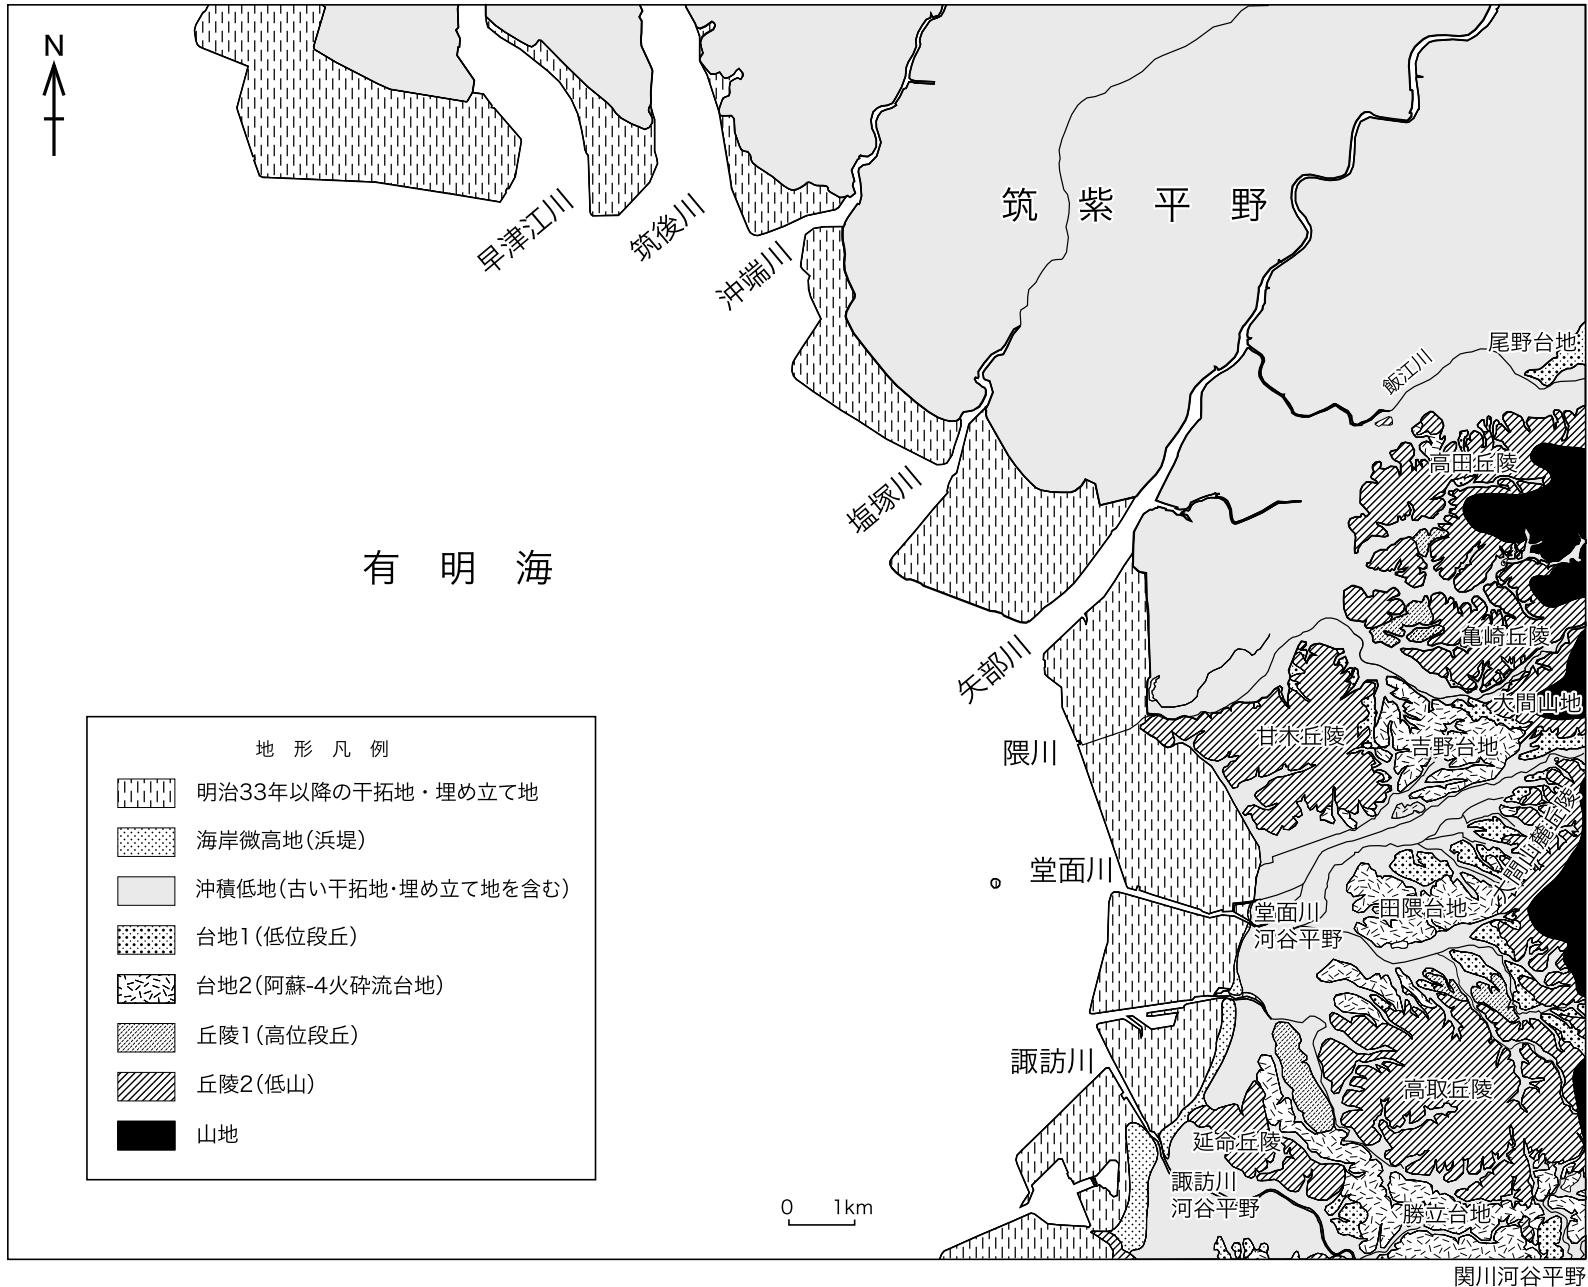 N
筑紫平野
早津江川
筑後川
沖端川
尾野台地
飯江川
高田丘陵
塩塚川
有明海
亀崎丘陵
矢部川
大間山地
甘木丘陵
吉野台地
隈川
地形凡例
明治33年以降の干拓地・埋め立て地
海岸微高地(浜堤)
沖積低地(古い干拓地・埋め立て地を含む)
台地1(低位段丘)
台地2(阿蘇-4火砕流台地)
丘陵1(高位段丘)
丘陵2(低山)
山地
堂面川
堂面川
河谷平野
田隈台地
諏訪川
高取丘陵
延命丘陵
諏訪川
河谷平野
勝立台地
0 1km
関川河谷平野